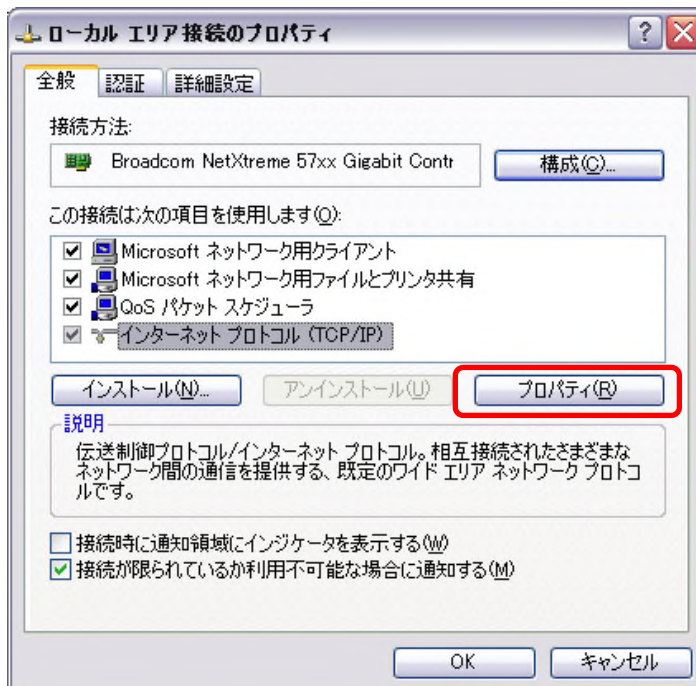 ローカル エリア接続のプロパティ
?
全般
認証
詳細設定
接続方法:
Broadcom NetXtreme 57xx Gigabit Contr
構成(C)...
この接続は次の項目を使用します(O):
Microsoft ネットワーク用クライアント
Microsoft ネットワーク用ファイルとプリンタ共有
QoS パケット スケジューラ
インターネット プロトコル (TCP/IP)
インストール(N)...
アンインストール(U)
プロパティ(R)
説明
伝送制御プロトコル/インターネット プロトコル。相互接続されたさまざまな
ネットワーク間の通信を提供する、既定のワイド エリア ネットワーク プロトコ
ルです。
接続時に通知領域にインジケータを表示する(W)
接続が限られているか利用不可能な場合に通知する(M)
OK
キャンセル